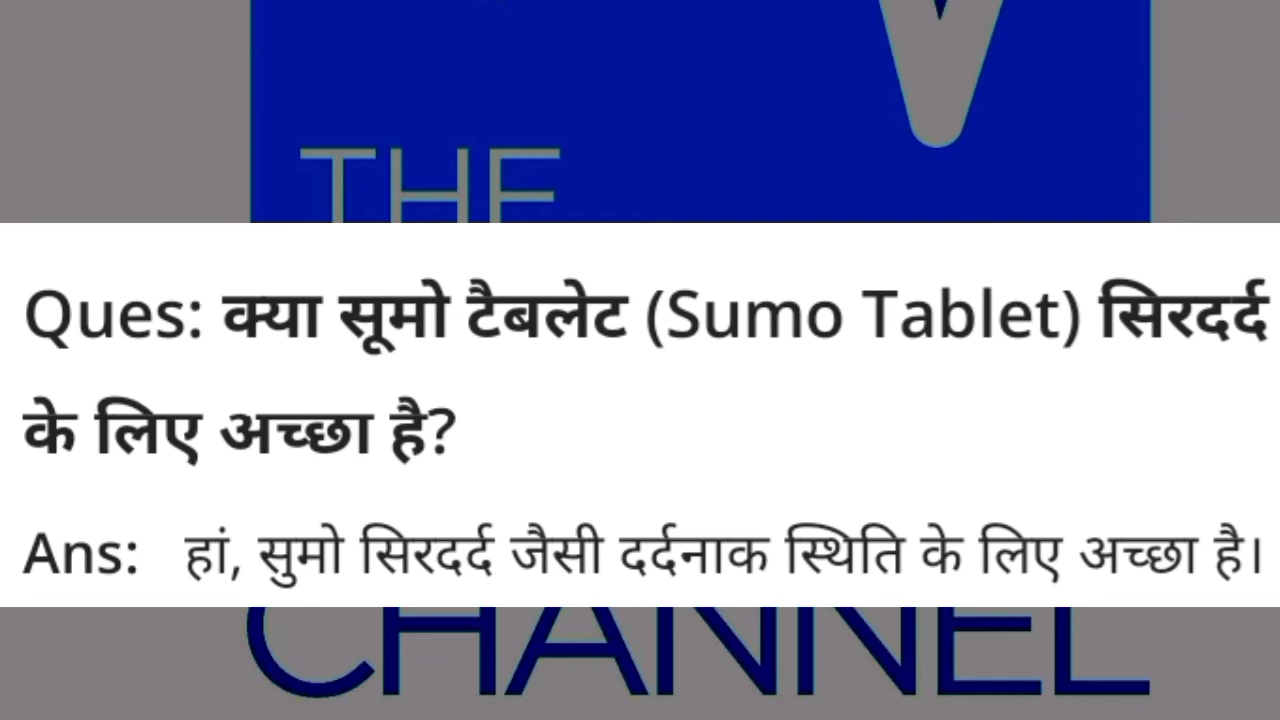 THE
Ques: क्या सूमो टैबलेट (Sumo Tablet) सिरदर्द
के लिए अच्छा है?
Ans: हां, सुमो सिरदर्द जैसी दर्दनाक स्थिति के लिए अच्छा है।
CHANNEL